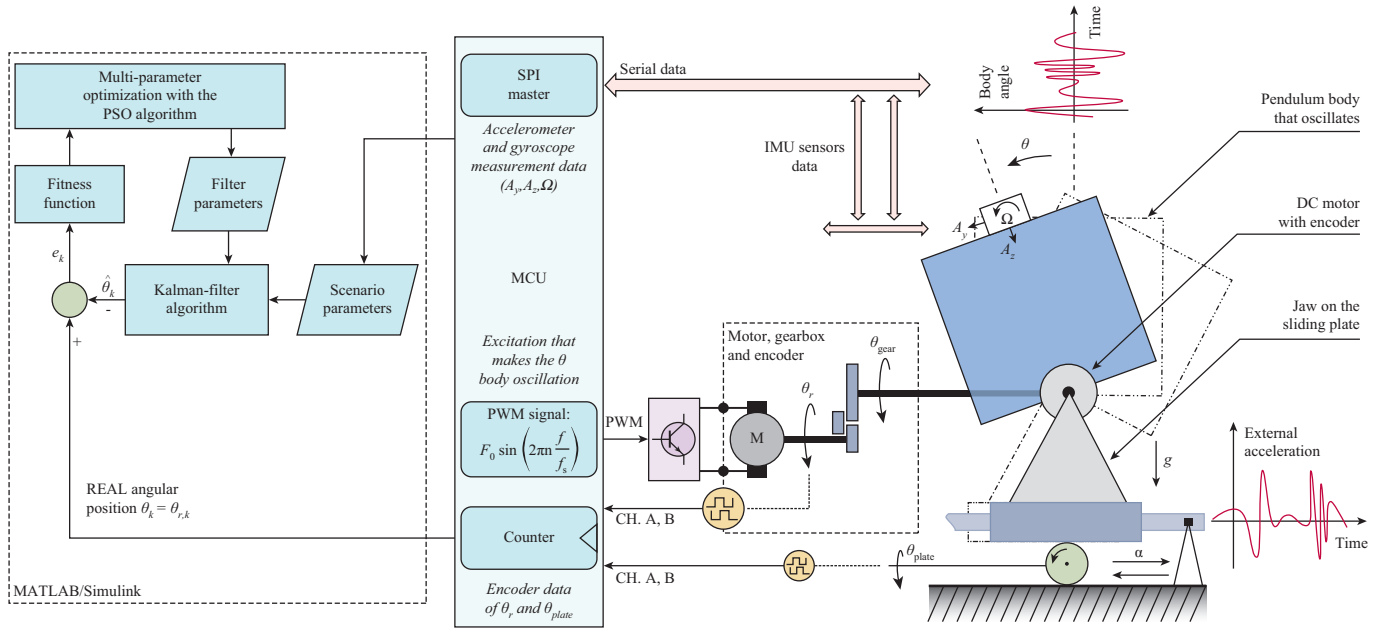 Multi-parameter
optimization with the
PSO algorithm
Fitness
function
Filter
parameters
e_k
θ̂_k
-
+
Kalman-filter
algorithm
Scenario
parameters
REAL angular
position θ_k = θ_{r,k}
MATLAB/Simulink
SPI
master
Accelerometer
and gyroscope
measurement data
(A_y,A_z,Ω)
MCU
Excitation that
makes the θ
body oscillation
PWM signal:
F_0 sin (2πn f/f_s)
Counter
Encoder data
of θ_r and θ_plate
Serial data
IMU sensors
data
PWM
CH. A, B
CH. A, B
Motor, gearbox
and encoder
M
θ_r
θ_gear
θ_plate
Time
Body
angle
θ
Ω
A_y
A_z
Pendulum body
that oscillates
DC motor
with encoder
Jaw on the
sliding plate
g
α
External
acceleration
Time